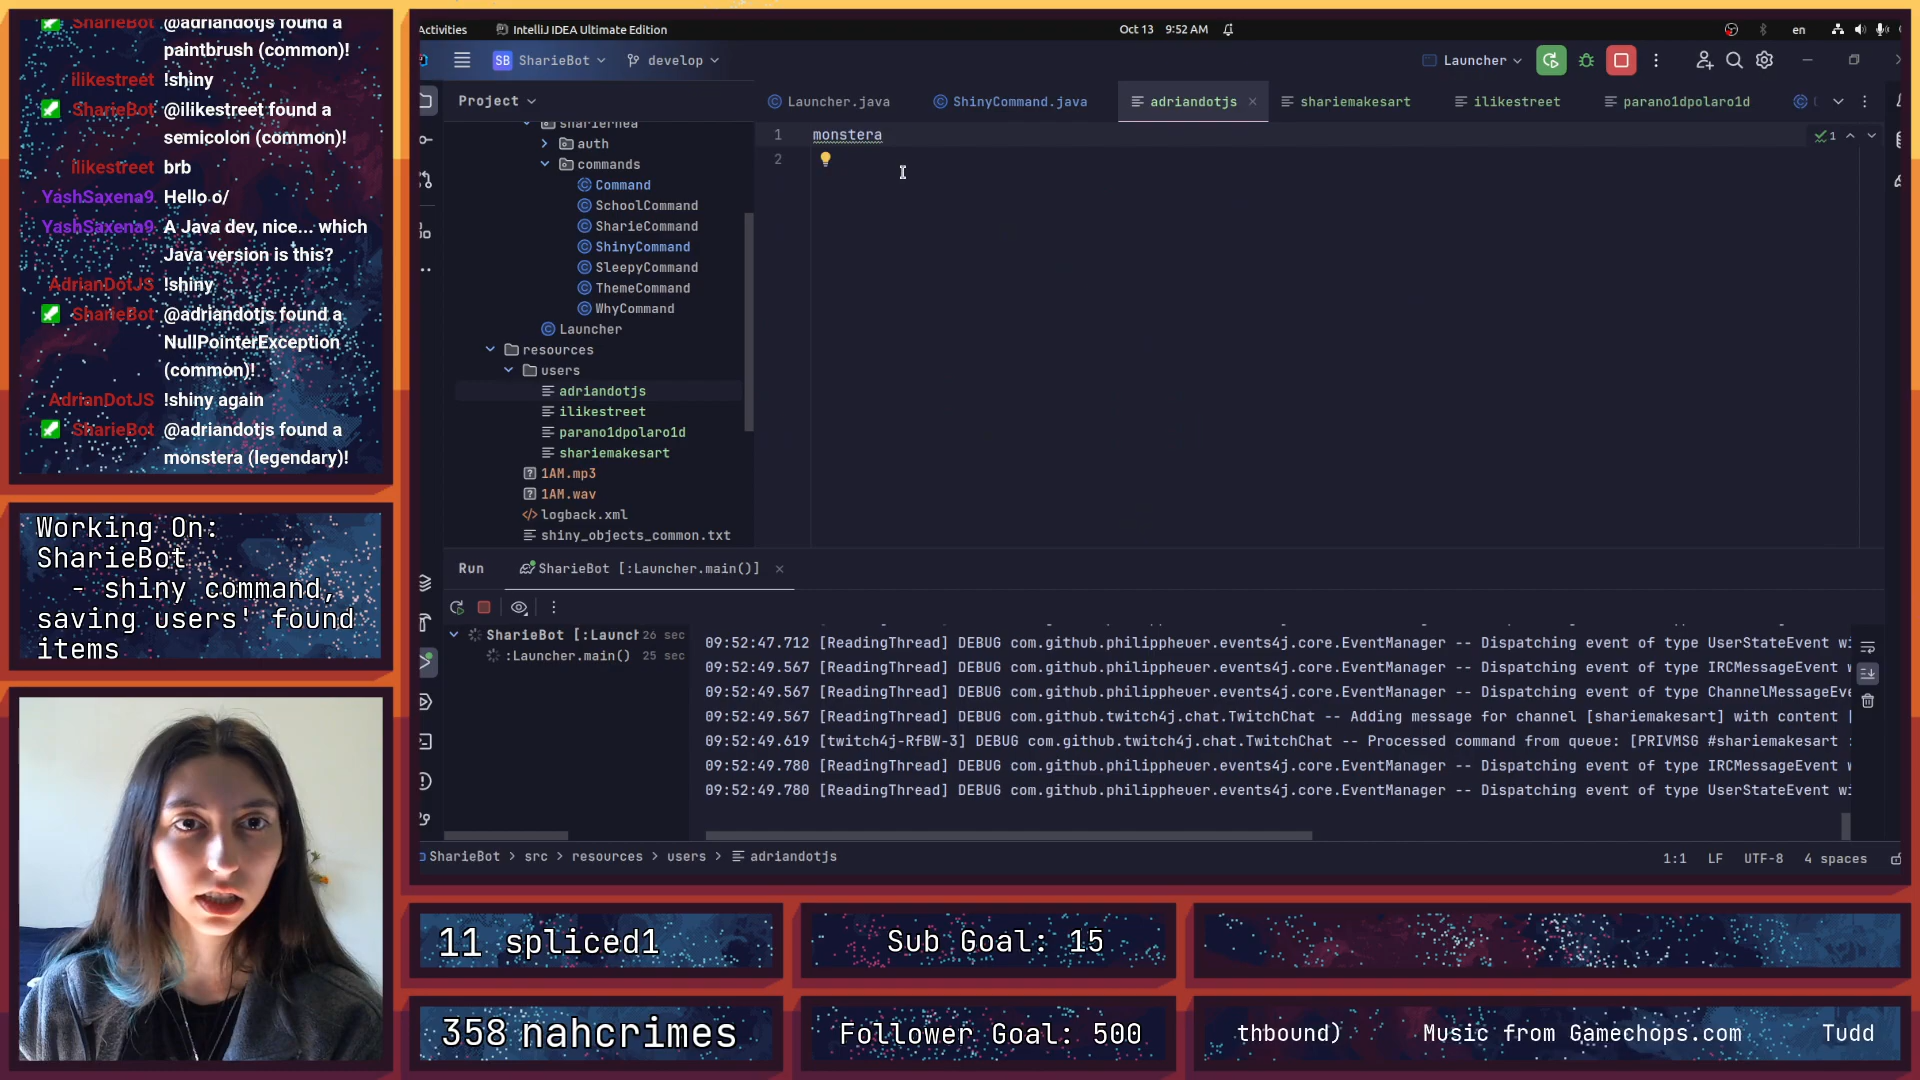 SharieBot @adriandotjs found a
paintbrush (common)!
ilikestreet !shiny
SharieBot @ilikestreet found a
semicolon (common)!
ilikestreet brb
YashSaxena9 Hello o/
YashSaxena9 A Java dev, nice... which
Java version is this?
AdrianDotJS !shiny
SharieBot @adriandotjs found a
NullPointerException
(common)!
AdrianDotJS !shiny again
SharieBot @adriandotjs found a
monstera (legendary)!
Working On:
SharieBot
- shiny command,
saving users' found
items
Activities IntelliJ IDEA Ultimate Edition Oct 13 9:52 AM en
SB SharieBot develop Launcher
Project Launcher.java ShinyCommand.java adriandotjs shariemakesart ilikestreet parano1dpolaro1d
shariemea
auth
commands
Command
SchoolCommand
SharieCommand
ShinyCommand
SleepyCommand
ThemeCommand
WhyCommand
Launcher
resources
users
adriandotjs
ilikestreet
parano1dpolaro1d
shariemakesart
1AM.mp3
1AM.wav
logback.xml
shiny_objects_common.txt
1 monstera 1
2
Run SharieBot [:Launcher.main()]
SharieBot [:Launch 26 sec
:Launcher.main() 25 sec
09:52:47.712 [ReadingThread] DEBUG com.github.philippheuer.events4j.core.EventManager -- Dispatching event of type UserStateEvent wi
09:52:49.567 [ReadingThread] DEBUG com.github.philippheuer.events4j.core.EventManager -- Dispatching event of type IRCMessageEvent w
09:52:49.567 [ReadingThread] DEBUG com.github.philippheuer.events4j.core.EventManager -- Dispatching event of type ChannelMessageEve
09:52:49.567 [ReadingThread] DEBUG com.github.twitch4j.chat.TwitchChat -- Adding message for channel [shariemakesart] with content [
09:52:49.619 [twitch4j-RfBW-3] DEBUG com.github.twitch4j.chat.TwitchChat -- Processed command from queue: [PRIVMSG #shariemakesart :
09:52:49.780 [ReadingThread] DEBUG com.github.philippheuer.events4j.core.EventManager -- Dispatching event of type IRCMessageEvent w
09:52:49.780 [ReadingThread] DEBUG com.github.philippheuer.events4j.core.EventManager -- Dispatching event of type UserStateEvent wi
SharieBot > src > resources > users > adriandotjs 1:1 LF UTF-8 4 spaces
11 spliced1
Sub Goal: 15
358 nahcrimes
Follower Goal: 500
thbound) Music from Gamechops.com Tudd